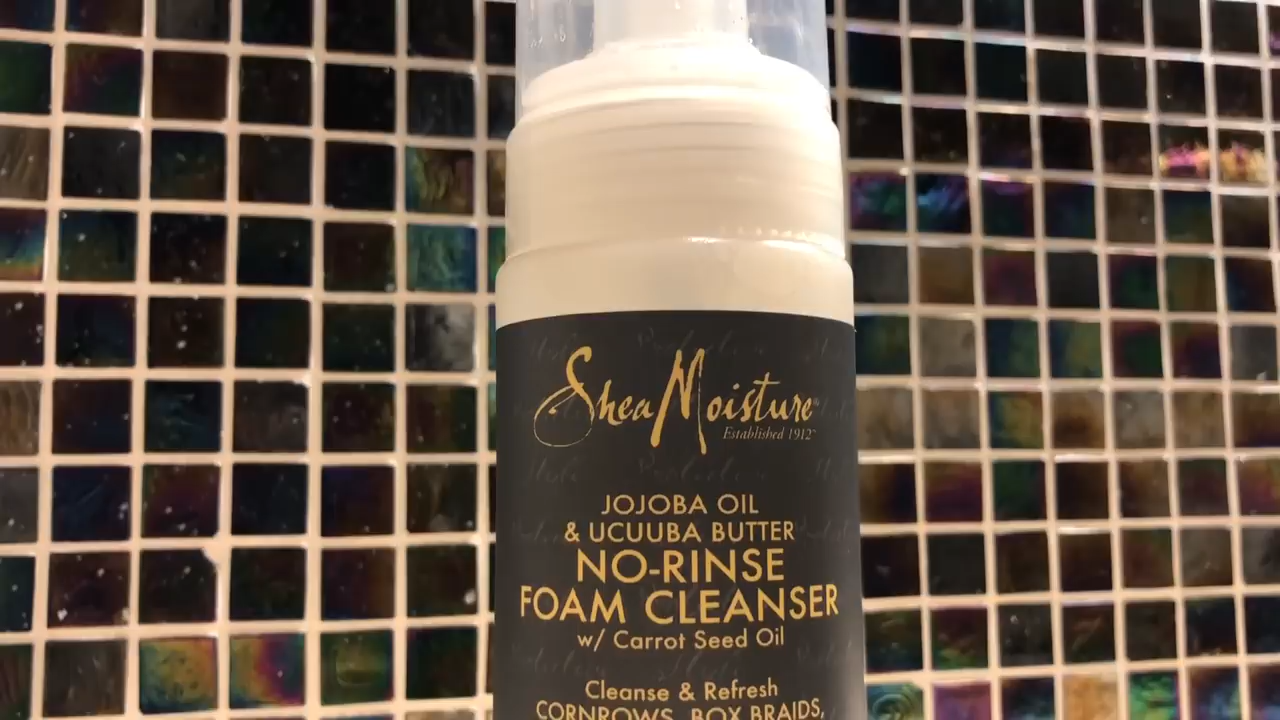 SheaMoisture
Established 1912
JOJOBA OIL
& UCUUBA BUTTER
NO-RINSE
FOAM CLEANSER
w/ Carrot Seed Oil
Cleanse & Refresh
CORNROWS, BOX BRAIDS,